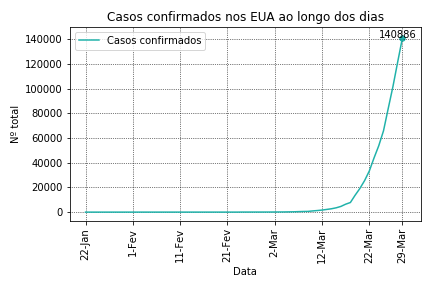 Casos confirmados nos EUA ao longo dos dias
Casos confirmados
140886
140000
120000
100000
80000
60000
40000
20000
0
Nº total
22-Jan
1-Fev
11-Fev
21-Fev
2-Mar
12-Mar
22-Mar
29-Mar
Data